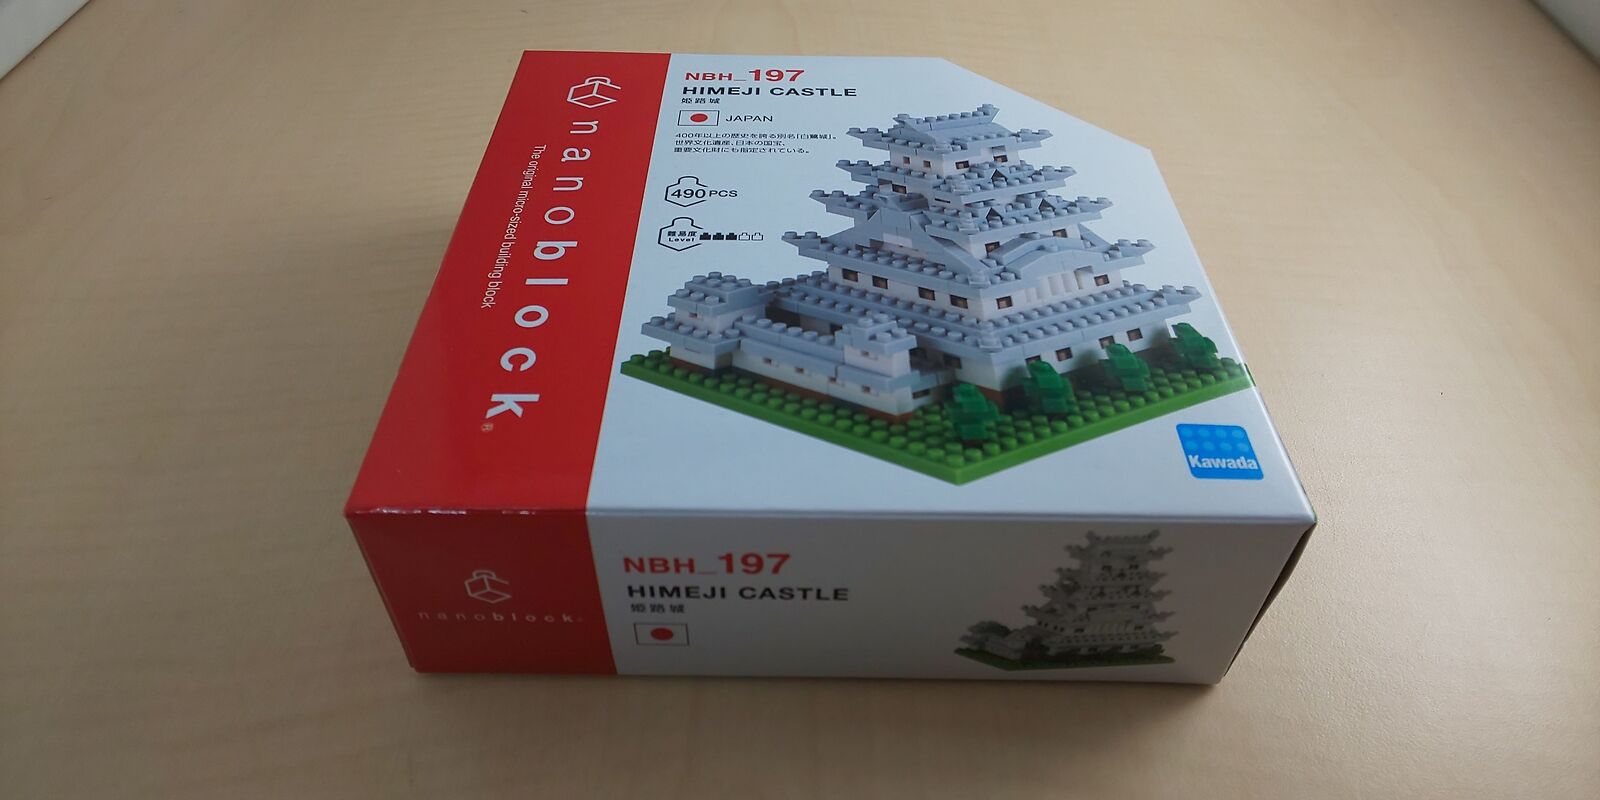 nanoblock®
The original micro-sized building block
NBH_197
HIMEJI CASTLE
姫路城
JAPAN
400年以上の歴史を誇る別名「白鷺城」。
世界文化遺産、日本の国宝、
重要文化財にも指定されている。
490 PCS
難易度
Level
Kawada
nanoblock®
NBH_197
HIMEJI CASTLE
姫路城